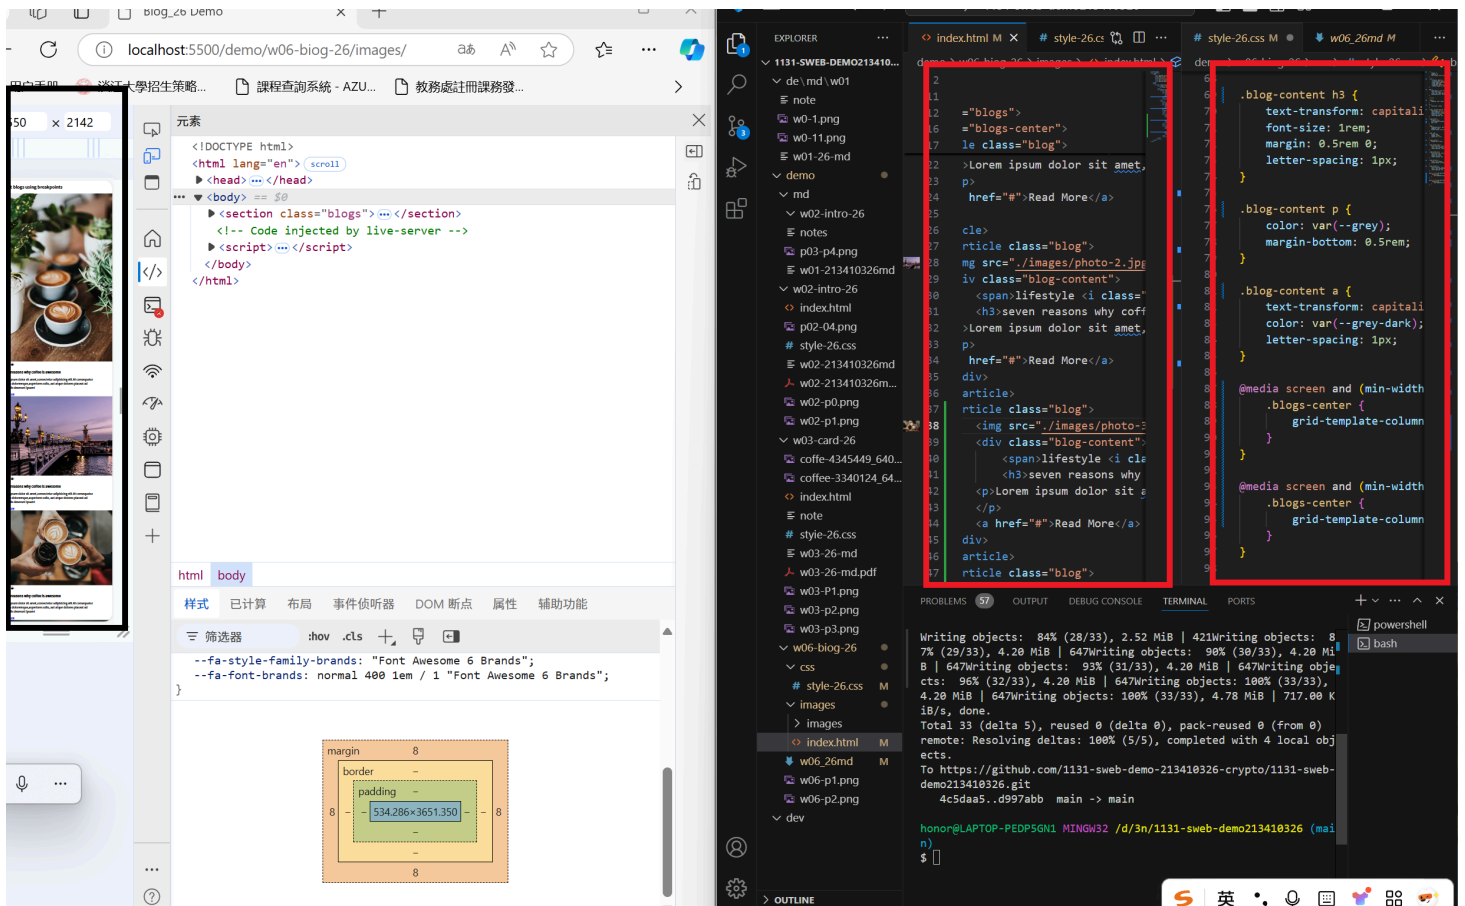 Blog_26 Demo
localhost:5500/demo/w06-biog-26/images/
课程查询系統 - AZU...
教務處註冊課務發...
550 × 2142
t blogs using breakpoints
元素
<!DOCTYPE html>
<html lang="en"> scroll
<head> ... </head>
<body> == $0
<section class="blogs"> ... </section>
<!-- Code injected by live-server -->
<script> ... </script>
</body>
</html>
html body
样式 已计算 布局 事件侦听器 DOM 断点 属性 辅助功能
筛选器 :hov .cls
--fa-style-family-brands: "Font Awesome 6 Brands";
--fa-font-brands: normal 400 1em / 1 "Font Awesome 6 Brands";
}
margin 8
border –
padding –
8 – – 534.286×3651.350 – – 8
–
–
8
EXPLORER ...
1131-SWEB-DEMO213410...
de \ md \ w01
note
w0-1.png
w0-11.png
w01-26-md
demo
md
w02-intro-26
notes
p03-p4.png
w01-213410326md
w02-intro-26
index.html
p02-04.png
style-26.css
w02-213410326md
w02-213410326m...
w02-p0.png
w02-p1.png
w03-card-26
coffe-4345449_640...
coffee-3340124_64...
index.html
note
styie-26.css
w03-26-md
w03-26-md.pdf
w03-P1.png
w03-p2.png
w03-p3.png
w06-biog-26
css
style-26.css M
images
images
index.html M
w06_26md M
w06-p1.png
w06-p2.png
dev
OUTLINE
index.html M # style-26.cs
="blogs">
="blogs-center">
le class="blog">
>Lorem ipsum dolor sit amet,
p>
href="#">Read More</a>
cle>
rticle class="blog">
mg src="./images/photo-2.jpg
iv class="blog-content">
<span>lifestyle <i class="
<h3>seven reasons why coff
>Lorem ipsum dolor sit amet,
p>
href="#">Read More</a>
div>
article>
rticle class="blog">
<img src="./images/photo-3
<div class="blog-content"
<span>lifestyle <i cla
<h3>seven reasons why
<p>Lorem ipsum dolor sit a
</p>
<a href="#">Read More</a>
div>
article>
rticle class="blog">
# style-26.css M w06_26md M
.blog-content h3 {
text-transform: capitali
font-size: 1rem;
margin: 0.5rem 0;
letter-spacing: 1px;
}
.blog-content p {
color: var(--grey);
margin-bottom: 0.5rem;
}
.blog-content a {
text-transform: capitali
color: var(--grey-dark);
letter-spacing: 1px;
}
@media screen and (min-width
.blogs-center {
grid-template-column
}
}
@media screen and (min-width
.blogs-center {
grid-template-column
}
}
PROBLEMS 57 OUTPUT DEBUG CONSOLE TERMINAL PORTS
powershell
bash
Writing objects: 84% (28/33), 2.52 MiB | 421Writing objects: 8
7% (29/33), 4.20 MiB | 647Writing objects: 90% (30/33), 4.20 Mi
B | 647Writing objects: 93% (31/33), 4.20 MiB | 647Writing obje
cts: 96% (32/33), 4.20 MiB | 647Writing objects: 100% (33/33),
4.20 MiB | 647Writing objects: 100% (33/33), 4.78 MiB | 717.00 K
iB/s, done.
Total 33 (delta 5), reused 0 (delta 0), pack-reused 0 (from 0)
remote: Resolving deltas: 100% (5/5), completed with 4 local obj
ects.
To https://github.com/1131-sweb-demo-213410326-crypto/1131-sweb-
demo213410326.git
4c5daa5..d997abb main -> main
honor@LAPTOP-PEDP5GN1 MINGW32 /d/3n/1131-sweb-demo213410326 (mai
n)
$
英